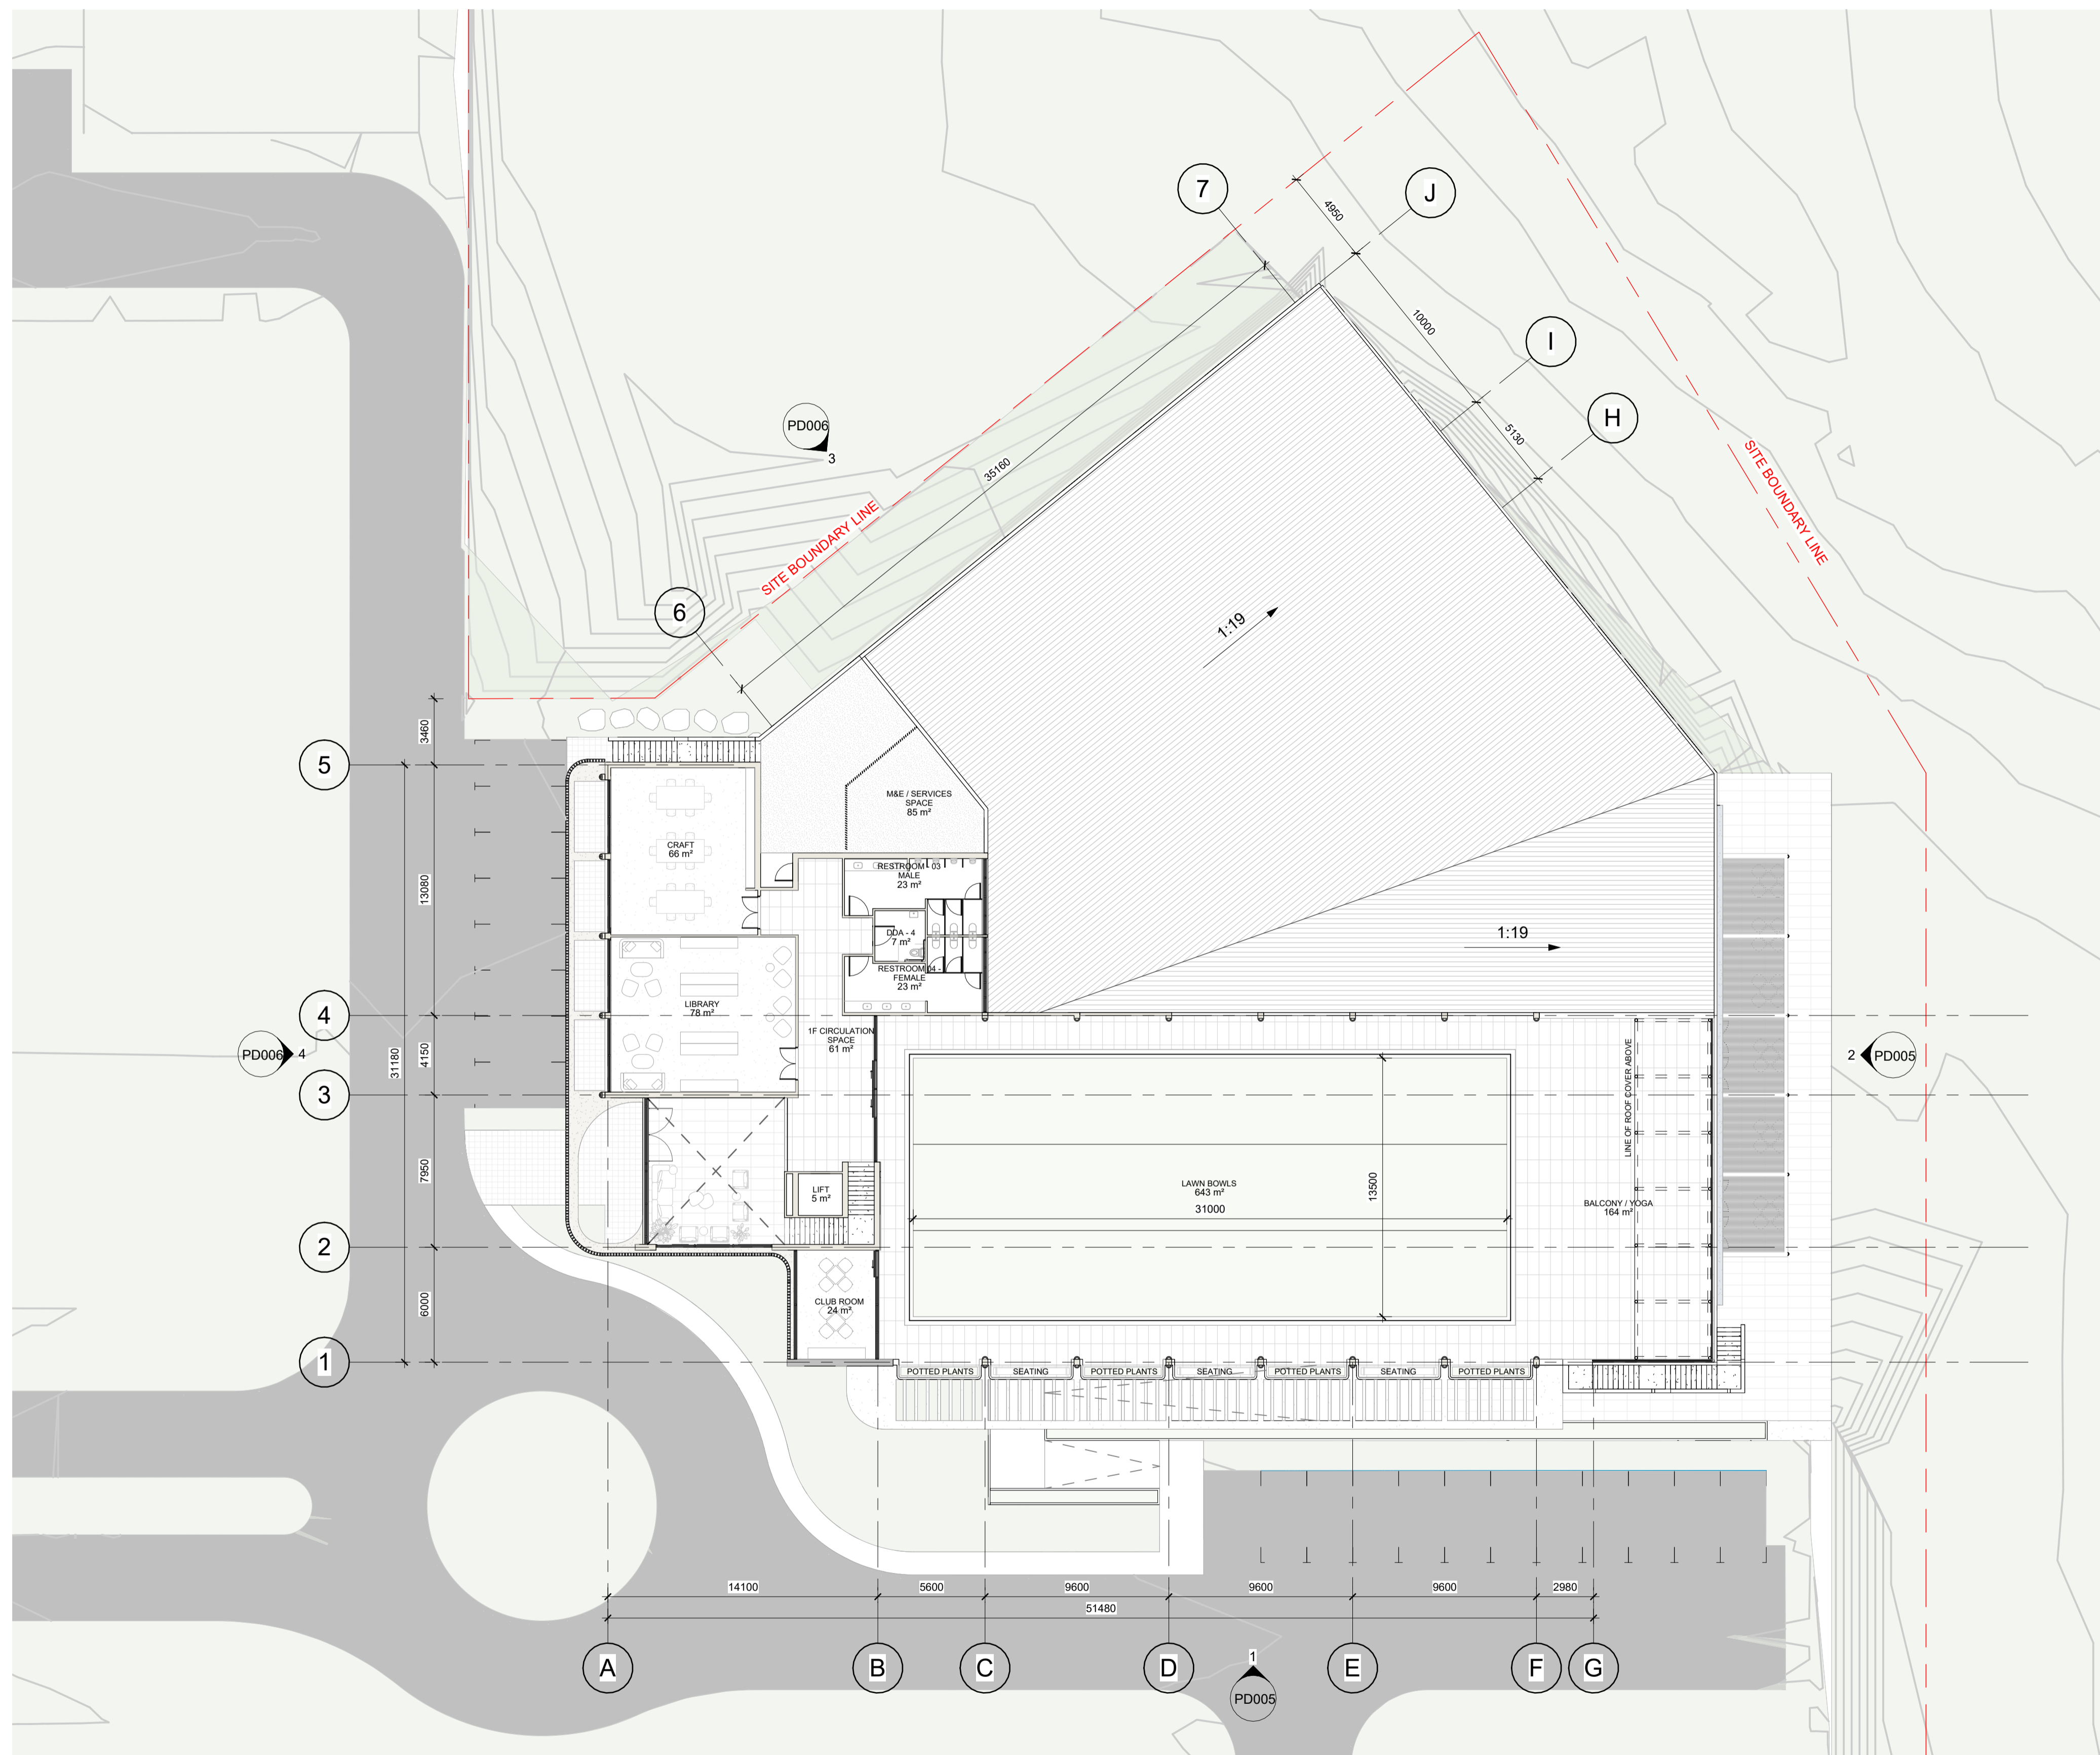 7
J
4950
10000
I
5130
H
PD006
3
35160
SITE BOUNDARY LINE
SITE BOUNDARY LINE
6
1:19
3460
5
M&E / SERVICES
SPACE
85 m²
CRAFT
66 m²
RESTROOM 03
MALE
23 m²
13080
DDA - 4
7 m²
1:19
RESTROOM 04 -
FEMALE
23 m²
LIBRARY
78 m²
4
1F CIRCULATION
SPACE
61 m²
PD006
4
31180
4150
2
PD005
LINE OF ROOF COVER ABOVE
3
7950
LIFT
5 m²
LAWN BOWLS
643 m²
13500
31000
BALCONY / YOGA
164 m²
2
6000
CLUB ROOM
24 m²
1
POTTED PLANTS
SEATING
POTTED PLANTS
SEATING
POTTED PLANTS
SEATING
POTTED PLANTS
14100
5600
9600
9600
9600
2980
51480
A
B
C
D
E
F
G
1
PD005